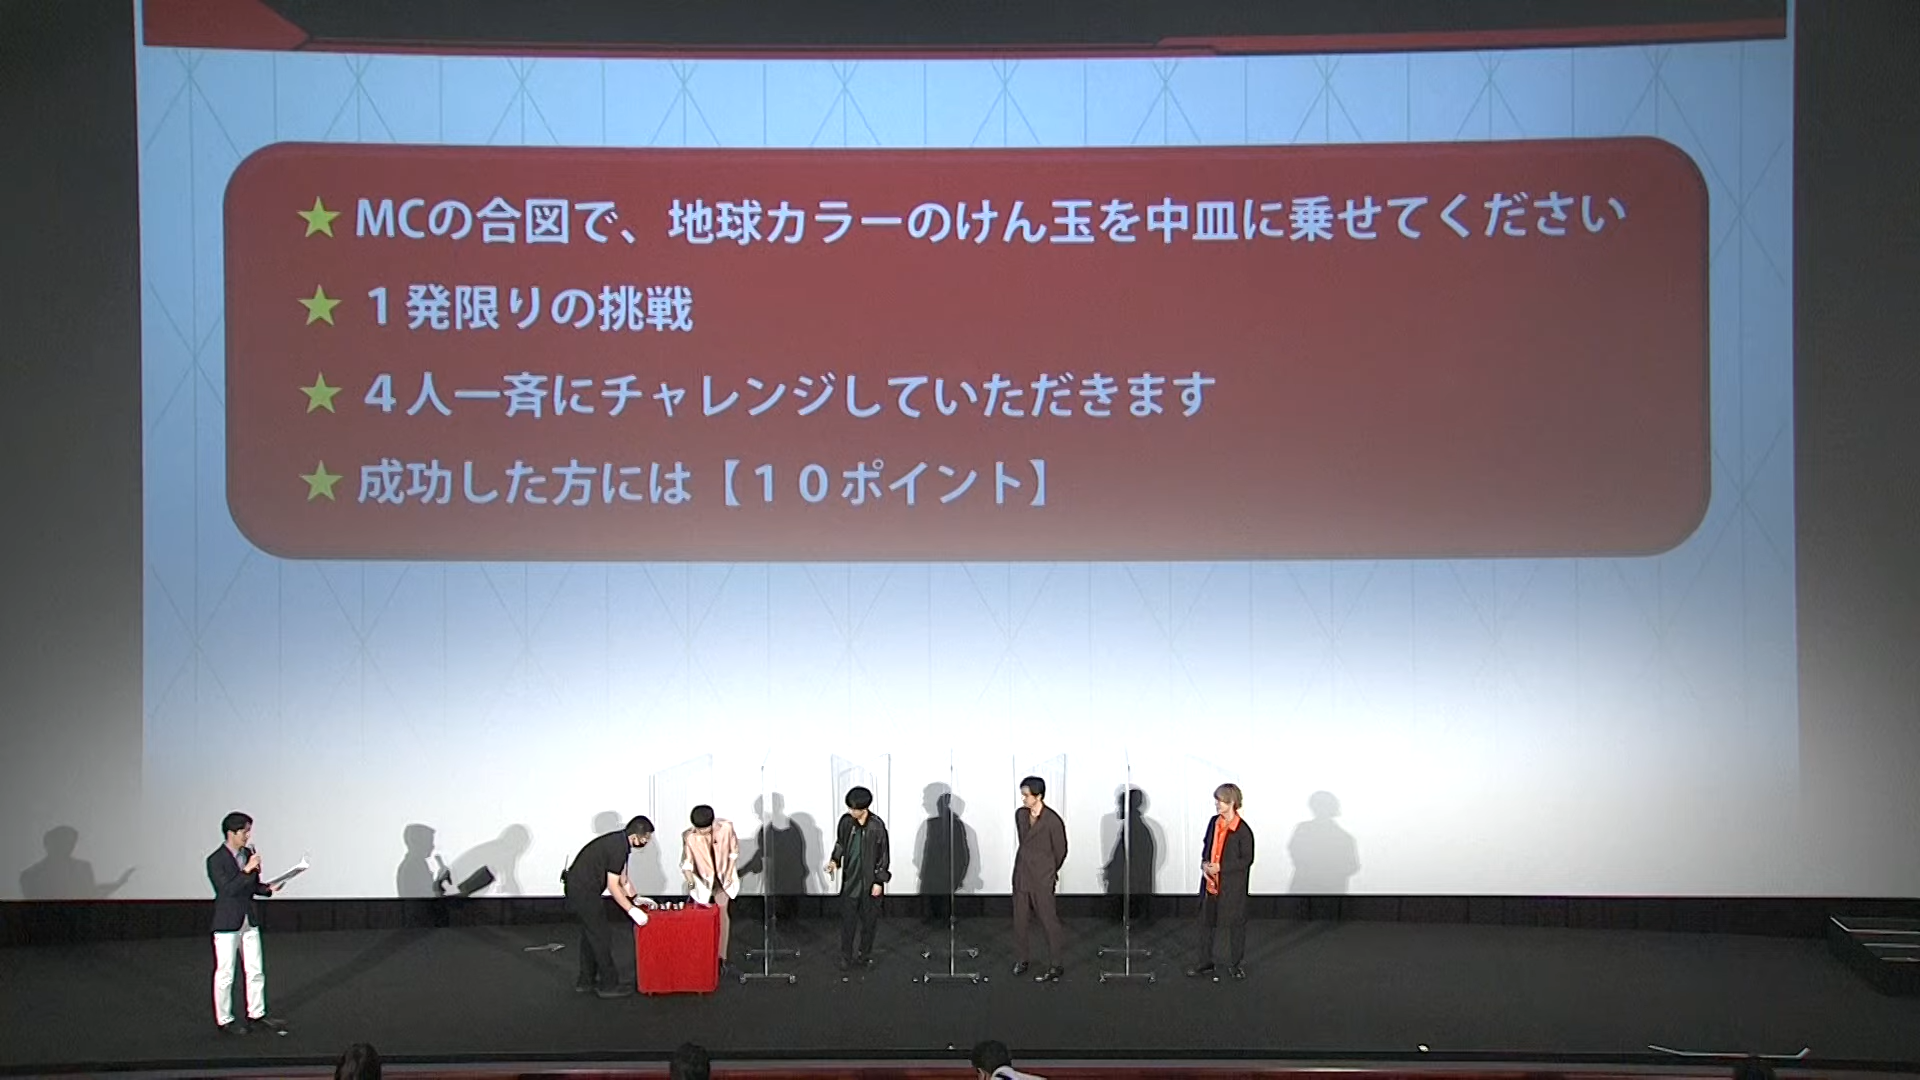 ★ MCの合図で、地球カラーのけん玉を中皿に乗せてください
★ １発限りの挑戦
★ ４人一斉にチャレンジしていただきます
★ 成功した方には【１０ポイント】